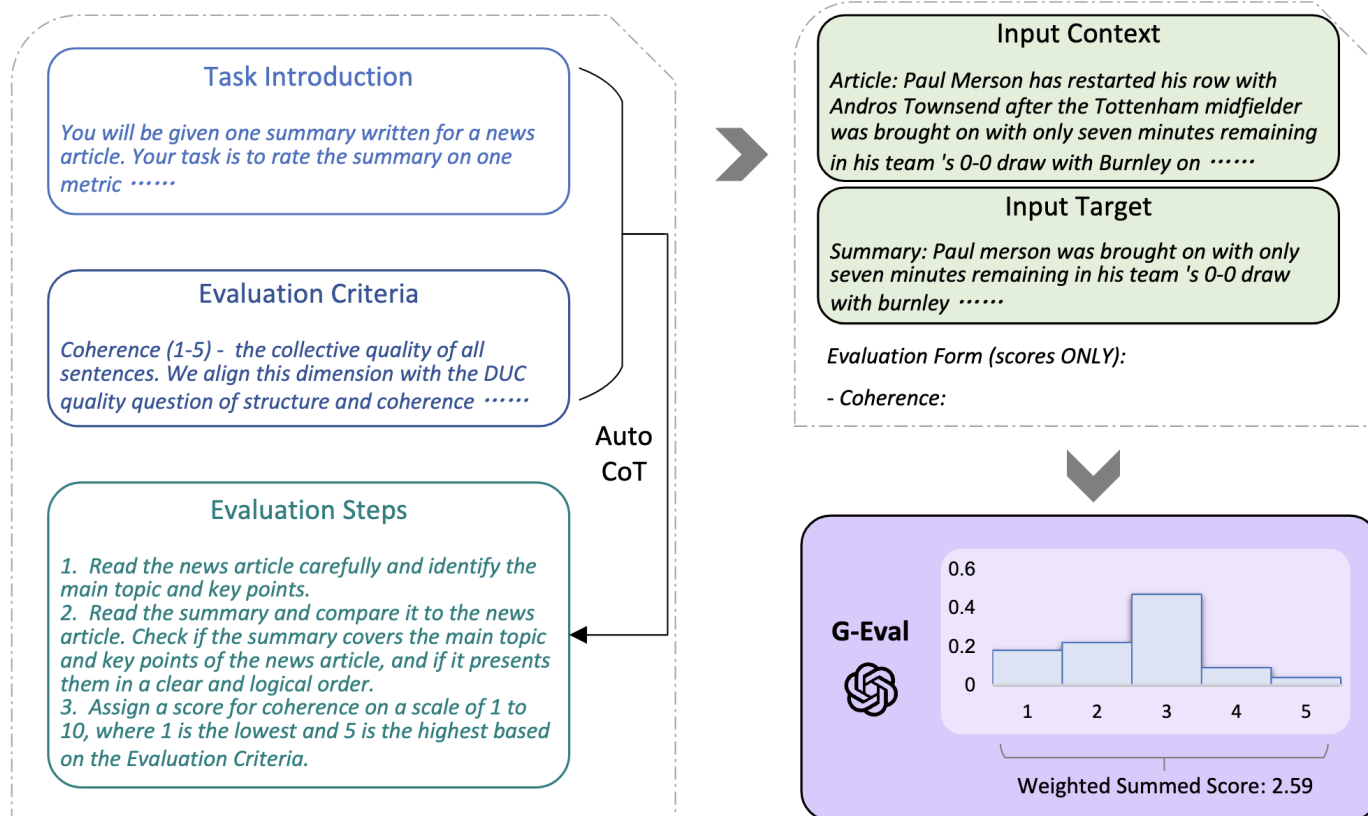 Task Introduction
You will be given one summary written for a news
article. Your task is to rate the summary on one
metric ······
Evaluation Criteria
Coherence (1-5) - the collective quality of all
sentences. We align this dimension with the DUC
quality question of structure and coherence ······
Auto
CoT
Evaluation Steps
1. Read the news article carefully and identify the
main topic and key points.
2. Read the summary and compare it to the news
article. Check if the summary covers the main topic
and key points of the news article, and if it presents
them in a clear and logical order.
3. Assign a score for coherence on a scale of 1 to
10, where 1 is the lowest and 5 is the highest based
on the Evaluation Criteria.
Input Context
Article: Paul Merson has restarted his row with
Andros Townsend after the Tottenham midfielder
was brought on with only seven minutes remaining
in his team 's 0-0 draw with Burnley on ······
Input Target
Summary: Paul merson was brought on with only
seven minutes remaining in his team 's 0-0 draw
with burnley ······
Evaluation Form (scores ONLY):
- Coherence:
G-Eval
0.6
0.4
0.2
0
1 2 3 4 5
Weighted Summed Score: 2.59